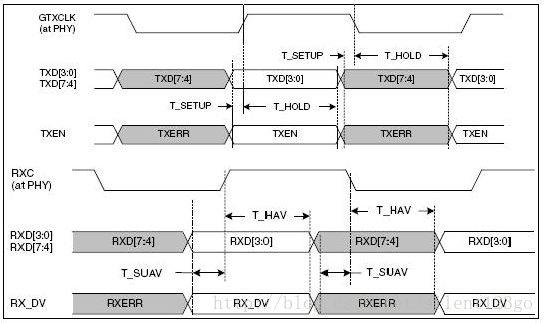 GTXCLK
(at PHY)
T_SETUP
T_HOLD
TXD[3:0]
TXD[7:4]
TXD[7:4]
TXD[3:0]
TXD[7:4]
TXD[3:0]
T_SETUP
T_HOLD
TXEN
TXERR
TXEN
TXERR
TXEN
RXC
(at PHY)
T_HAV
T_HAV
RXD[3:0]
RXD[7:4]
RXD[7:4]
RXD[3:0]
RXD[7:4]
RXD[3:0]
T_SUAV
T_SUAV
RX_DV
RXERR
RX_DV
RXERR
RX_DV